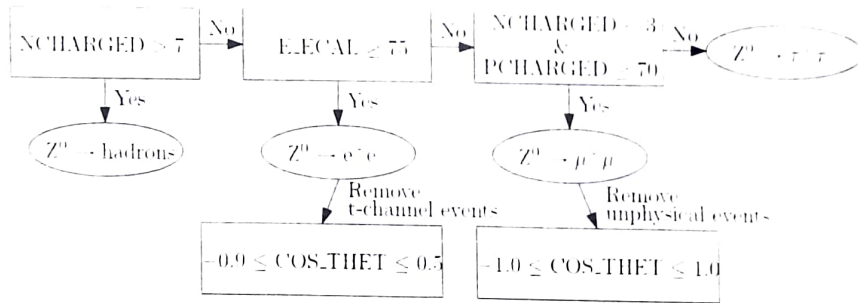 NCHARGED > 7
No
E_ECAL ≥ 75
No
NCHARGED 3
&
PCHARGED ≥ 70
No
Z⁰ → τ⁺τ
Yes
Yes
Yes
Z⁰ → hadrons
Z⁰ → e⁺e
Z⁰ → μ⁺μ
Remove
t-channel events
Remove
unphysical events
−0.9 ≤ COS_THET ≤ 0.5
−1.0 ≤ COS_THET ≤ 1.0